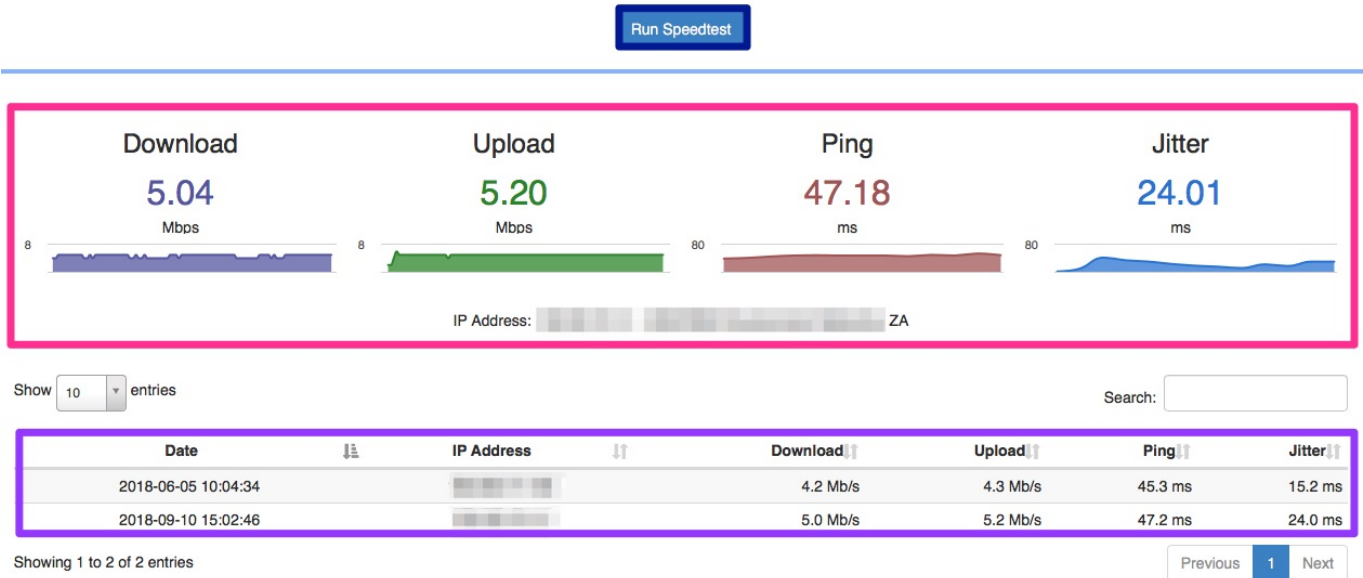 Run Speedtest
Download Upload Ping Jitter
5.04 5.20 47.18 24.01
Mbps Mbps ms ms
8 8 80 80
IP Address: ZA
Show 10 entries Search:
Date IP Address Download Upload Ping Jitter
2018-06-05 10:04:34 4.2 Mb/s 4.3 Mb/s 45.3 ms 15.2 ms
2018-09-10 15:02:46 5.0 Mb/s 5.2 Mb/s 47.2 ms 24.0 ms
Showing 1 to 2 of 2 entries Previous 1 Next